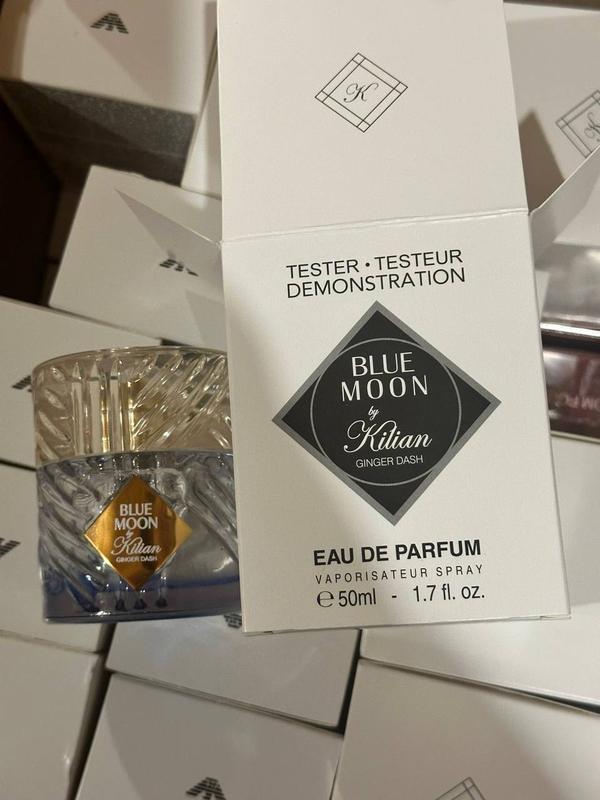 K
TESTER • TESTEUR
DEMONSTRATION
BLUE
MOON
by
Kilian
GINGER DASH
EAU DE PARFUM
VAPORISATEUR SPRAY
℮ 50ml - 1.7 fl. oz.
BLUE
MOON
by
Kilian
GINGER DASH
K